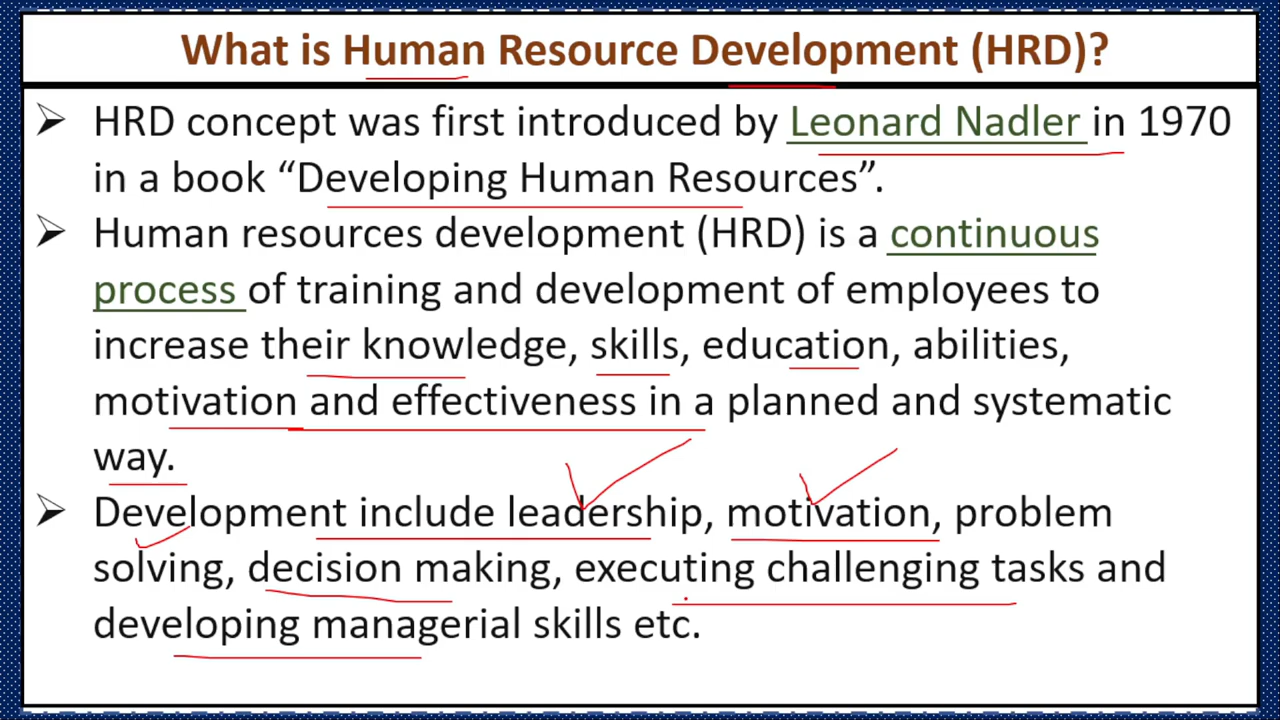 What is Human Resource Development (HRD)?
➢ HRD concept was first introduced by Leonard Nadler in 1970
in a book “Developing Human Resources”.
➢ Human resources development (HRD) is a continuous
process of training and development of employees to
increase their knowledge, skills, education, abilities,
motivation and effectiveness in a planned and systematic
way.
➢ Development include leadership, motivation, problem
solving, decision making, executing challenging tasks and
developing managerial skills etc.